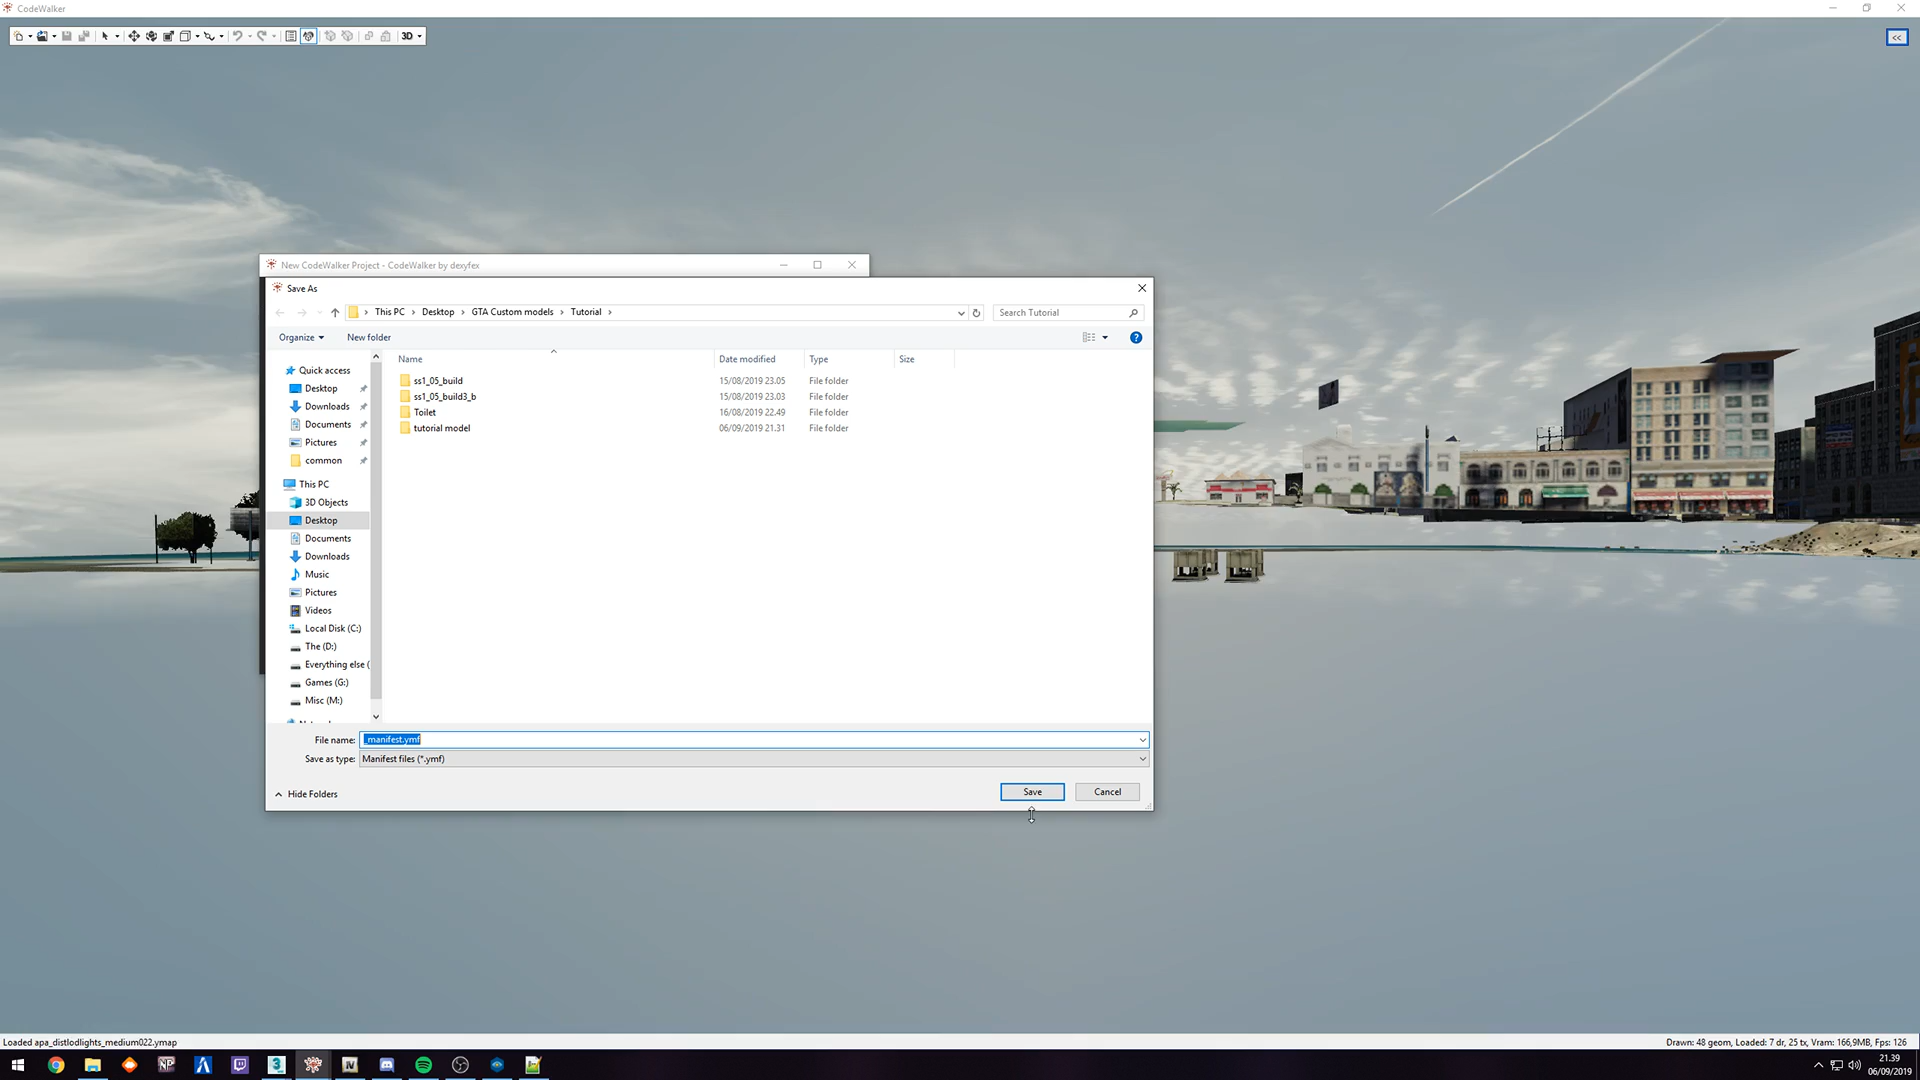 CodeWalker
3D
<<
New CodeWalker Project - CodeWalker by dexyfex
Save As
This PC > Desktop > GTA Custom models > Tutorial >
Search Tutorial
Organize
New folder
Name
Date modified
Type
Size
Quick access
Desktop
Downloads
Documents
Pictures
common
This PC
3D Objects
Desktop
Documents
Downloads
Music
Pictures
Videos
Local Disk (C:)
The (D:)
Everything else (
Games (G:)
Misc (M:)
ss1_05_build 15/08/2019 23.05 File folder
ss1_05_build3_b 15/08/2019 23.03 File folder
Toilet 16/08/2019 22.49 File folder
tutorial model 06/09/2019 21.31 File folder
File name: _manifest.ymf
Save as type: Manifest files (*.ymf)
Hide Folders
Save
Cancel
Loaded apa_distlodlights_medium022.ymap
Drawn: 48 geom, Loaded: 7 dr, 25 tx, Vram: 166,9MB, Fps: 126
21.39
06/09/2019